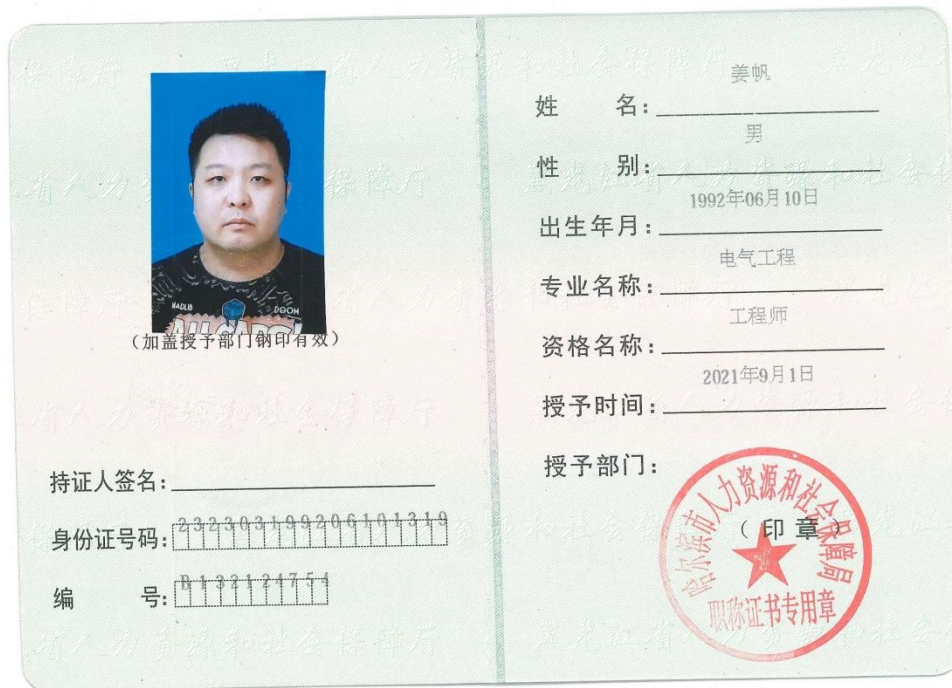 MADLIB
DOOM
（加盖授予部门钢印有效）
持证人签名：
身份证号码：232303199206101319
编 号：B132124754
姜帆
姓 名：
男
性 别：
1992年06月10日
出生年月：
电气工程
专业名称：
工程师
资格名称：
2021年9月1日
授予时间：
授予部门：
（印章）
哈尔滨市人力资源和社会保障局
职称证书专用章